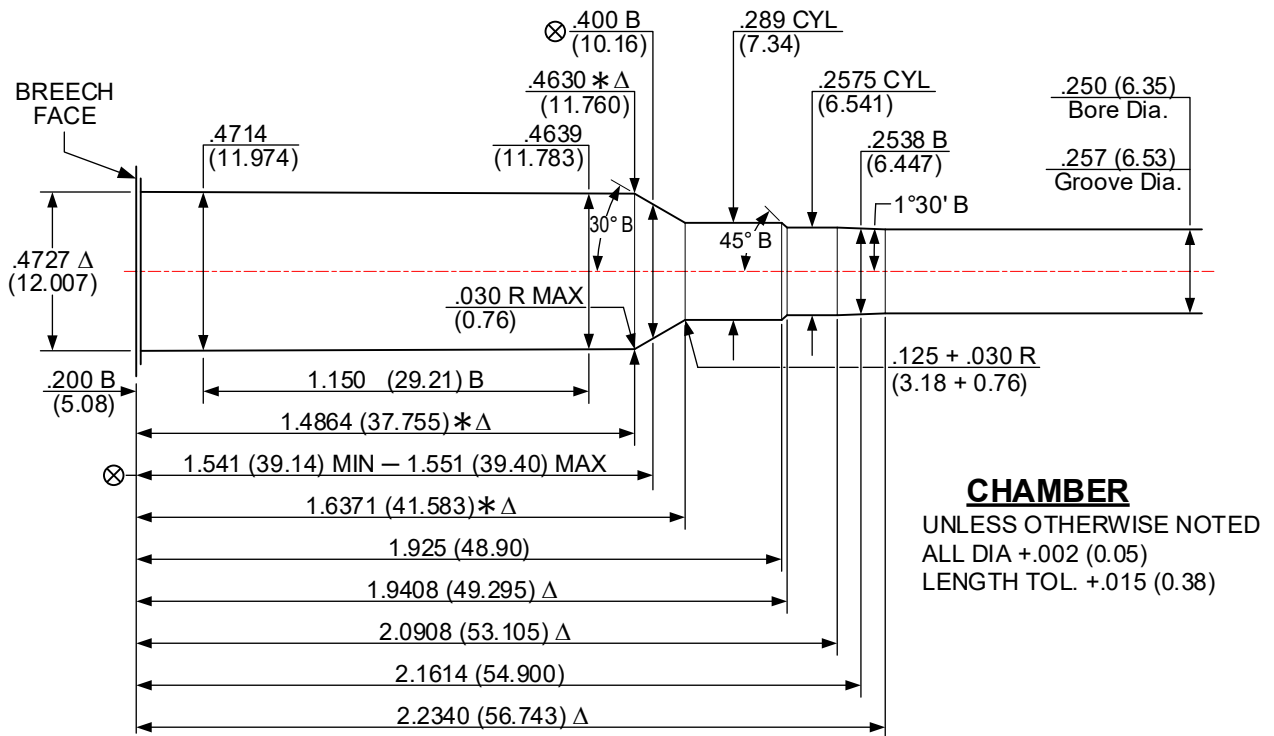 ⊗ .400 B
(10.16)
.289 CYL
(7.34)
.4630 ✻ Δ
(11.760)
.2575 CYL
(6.541)
.250 (6.35)
Bore Dia.
BREECH
FACE
.4714
(11.974)
.4639
(11.783)
.2538 B
(6.447)
.257 (6.53)
Groove Dia.
1°30' B
30° B
45° B
.4727 Δ
(12.007)
.030 R MAX
(0.76)
.125 + .030 R
(3.18 + 0.76)
.200 B
(5.08)
1.150 (29.21) B
1.4864 (37.755) ✻ Δ
⊗ 1.541 (39.14) MIN – 1.551 (39.40) MAX
1.6371 (41.583) ✻ Δ
1.925 (48.90)
1.9408 (49.295) Δ
2.0908 (53.105) Δ
2.1614 (54.900)
2.2340 (56.743) Δ
CHAMBER
UNLESS OTHERWISE NOTED
ALL DIA +.002 (0.05)
LENGTH TOL. +.015 (0.38)